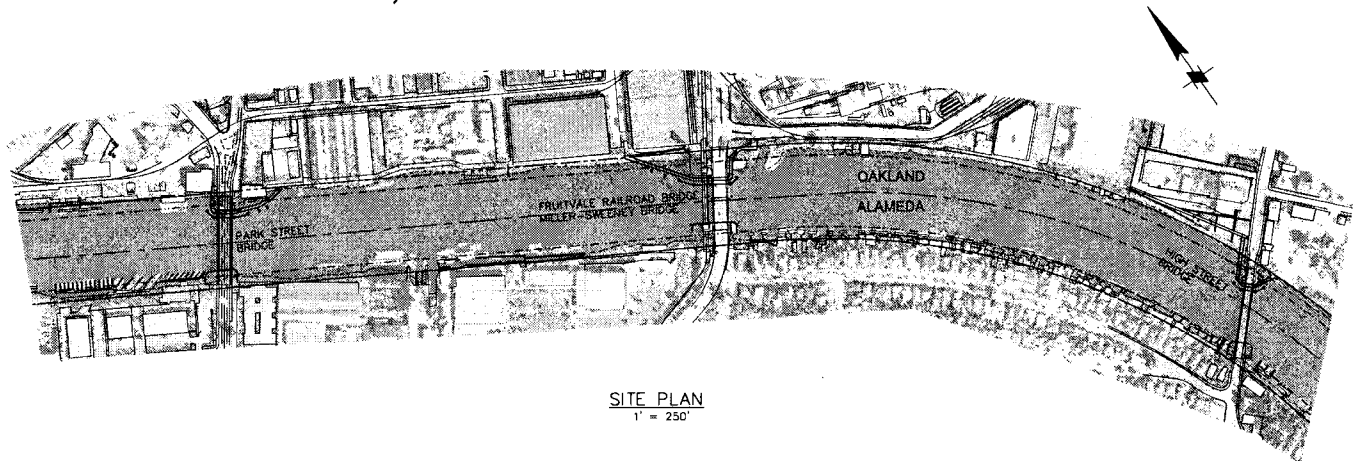 OAKLAND
FRUITVALE RAILROAD BRIDGE
MILLER-SWEENEY BRIDGE
ALAMEDA
PARK STREET
BRIDGE
HIGH STREET
BRIDGE
SITE PLAN
1' = 250'